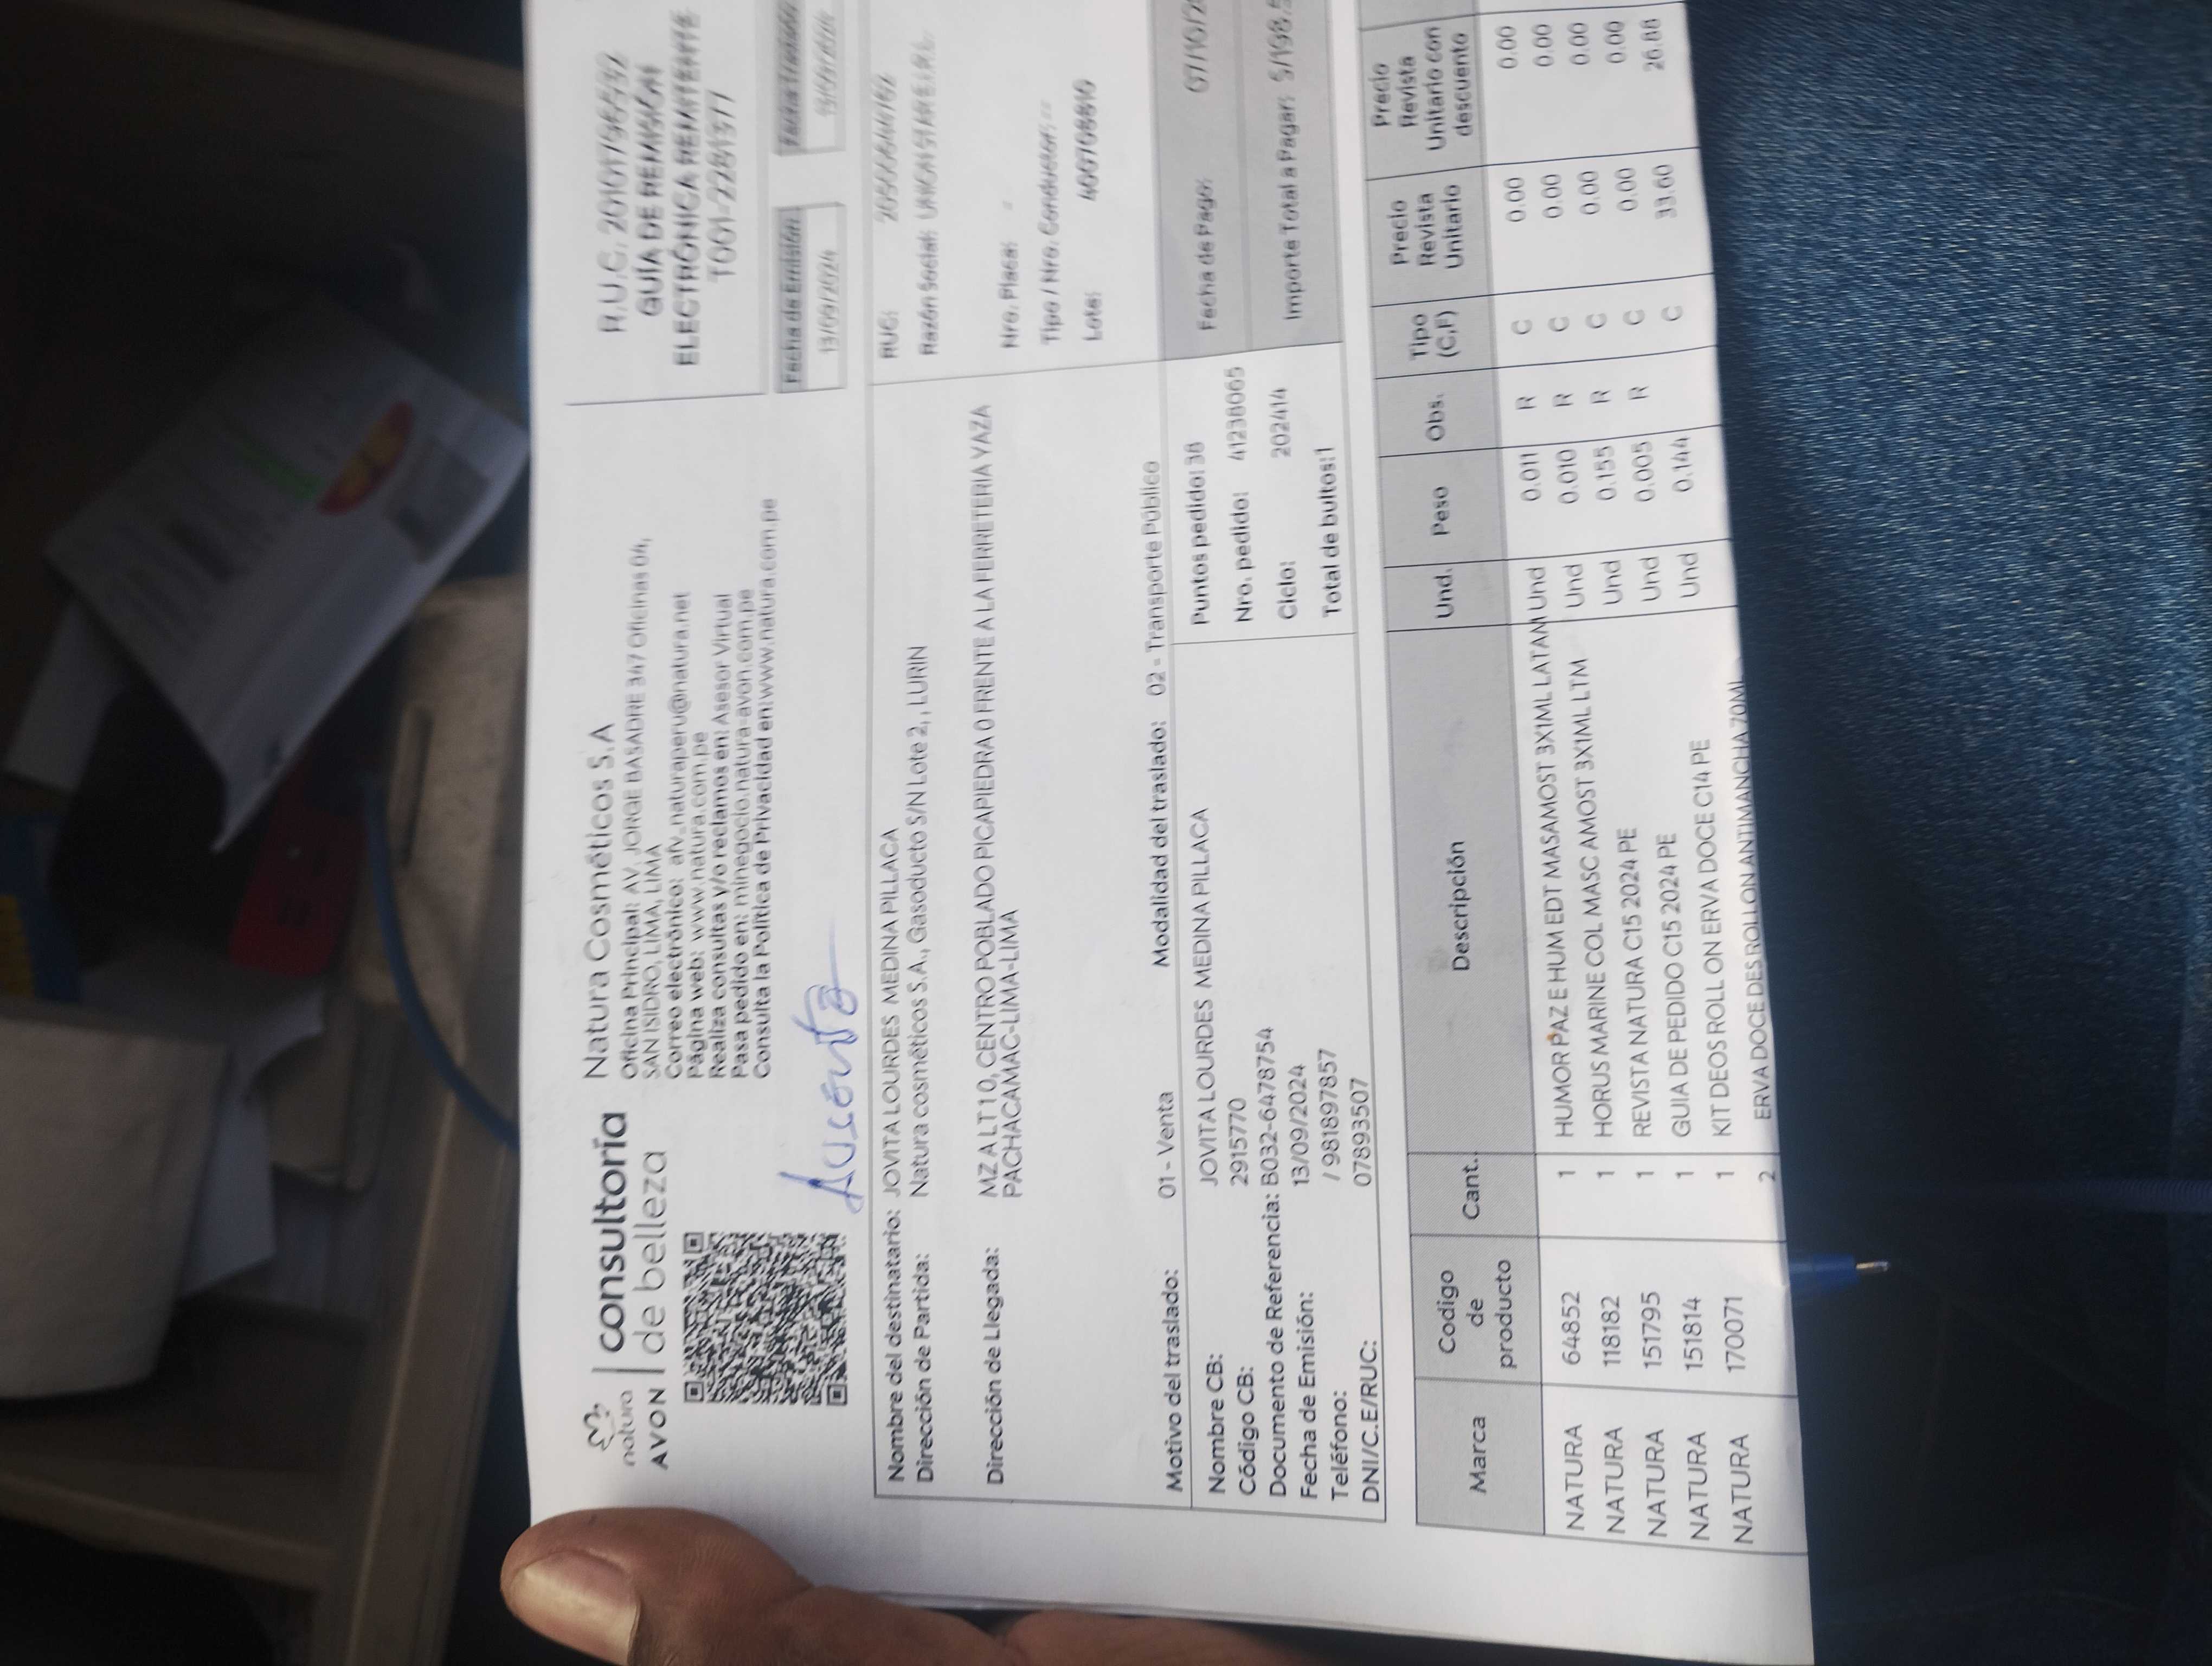 natura
AVON
consultoría
de belleza
Natura Cosméticos S.A
Oficina Principal: AV. JORGE BASADRE 347 Oficinas 04,
SAN ISIDRO, LIMA, LIMA
Correo electrónico: afv_naturaperu@natura.net
Página web: www.natura.com.pe
Realiza consultas y/o reclamos en: Asesor Virtual
Pasa pedido en: minegocio.natura-avon.com.pe
Consulta la Política de Privacidad en: www.natura.com.pe
R.U.C.
GUÍA DE REMISIÓN
ELECTRÓNICA REMITENTE
Fecha de Emisión
13/09/2024
Fecha Traslado
Nombre del destinatario: JOVITA LOURDES MEDINA PILLACA
Dirección de Partida: Natura cosméticos S.A., Gasoducto S/N Lote 2, , LURIN
Dirección de Llegada: MZ A LT 1 0, CENTRO POBLADO PICAPIEDRA 0 FRENTE A LA FERRETERIA YAZA
PACHACAMAC-LIMA-LIMA
Motivo del traslado: 01 - Venta Modalidad del traslado: 02 - Transporte Público
RUC:
Razón Social:
Nro. Placa:
Tipo / Nro. Conductor:
Lote:
Nombre CB: JOVITA LOURDES MEDINA PILLACA
Código CB: 2915770
Documento de Referencia: B032-6478754
Fecha de Emisión: 13/09/2024
Teléfono: / 981897857
DNI/C.E/RUC: 07893507
Puntos pedido: 38
Nro. pedido: 41238065
Ciclo: 202414
Total de bultos: 1
Fecha de Pago:
Importe Total a Pagar:
Marca Codigo de producto Cant.. Descripción Und. Peso Obs. Tipo (C,F) Precio Revista Unitario Precio Revista Unitario con descuento
NATURA 64852 1 HUMOR PAZ E HUM EDT MASAMOST 3X1ML LATAM Und 0.011 R C 0.00 0.00
NATURA 118182 1 HORUS MARINE COL MASC AMOST 3X1ML LTM Und 0.010 R C 0.00 0.00
NATURA 151795 1 REVISTA NATURA C15 2024 PE Und 0.155 R C 0.00 0.00
NATURA 151814 1 GUIA DE PEDIDO C15 2024 PE Und 0.005 R C 0.00 0.00
NATURA 170071 1 KIT DEOS ROLL ON ERVA DOCE C14 PE Und 0.144 C 33.60 26.88
2 ERVA DOCE DES ROLL ON ANTIMANCHA 70ML